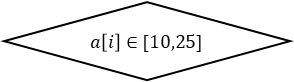 a[i] ∈ [10,25]